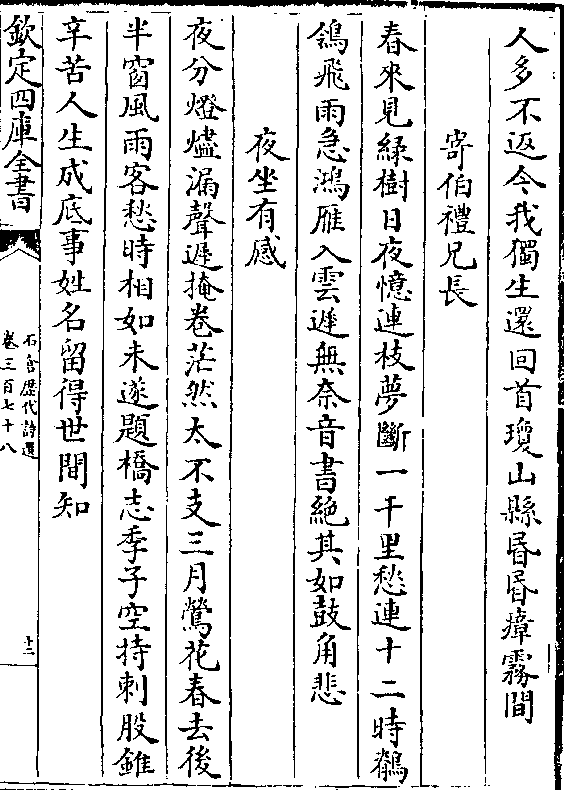 人多不返今我獨生還回首瓊山縣昬昬瘴霧間
寄伯禮兄長
春來見緑樹日夜憶連枝夢斷一千里愁連十二時鶺
鴒飛雨急鴻雁入雲遲無奈音書絶其如鼓角悲
夜坐有感
夜分燈燼漏聲遲掩卷茫然太不支三月鶯花春去後
半窗風雨客愁時相如未遂題橋志季子空持刺股錐
辛苦人生成底事姓名留得世間知
欽定四庫全書
石倉歷代詩選
卷三百七十八
十二